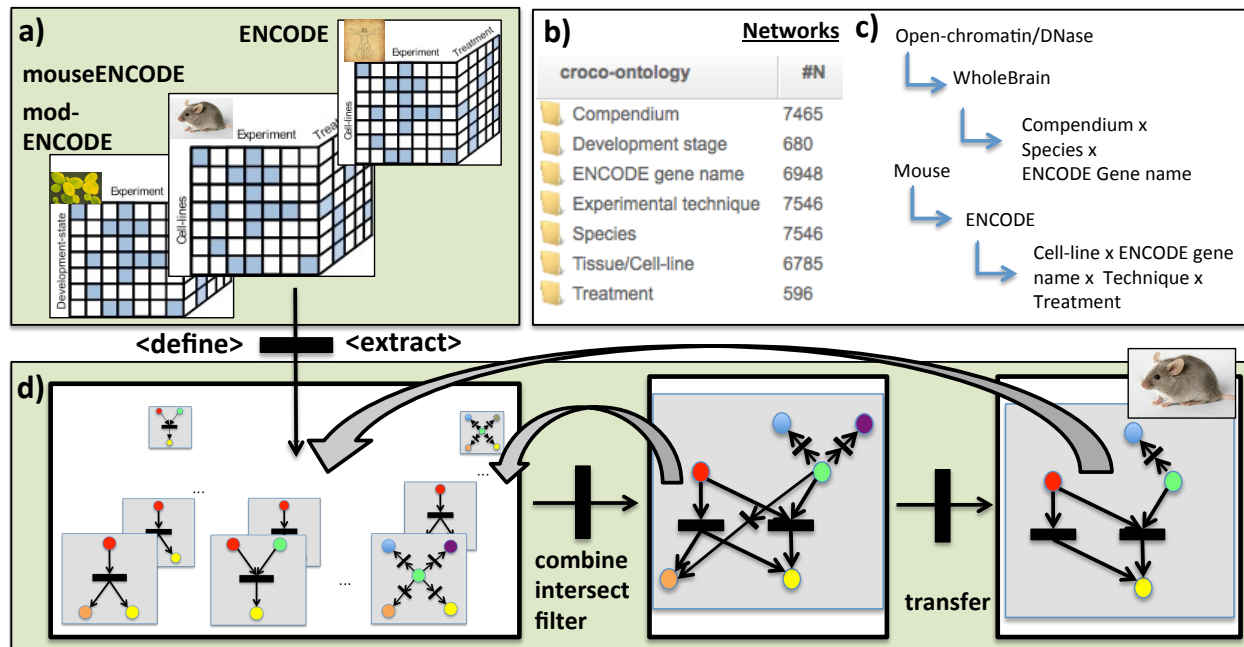 a)
ENCODE
mouseENCODE
mod-
ENCODE
Experiment
Treatment
Cell-lines
Experiment
Cell-lines
Experiment
Development-state
b)
Networks
croco-ontology #N
Compendium 7465
Development stage 680
ENCODE gene name 6948
Experimental technique 7546
Species 7546
Tissue/Cell-line 6785
Treatment 596
c)
Open-chromatin/DNase
WholeBrain
Compendium x
Species x
ENCODE Gene name
Mouse
ENCODE
Cell-line x ENCODE gene
name x Technique x
Treatment
<define> <extract>
d)
...
...
...
...
combine
intersect
filter
transfer